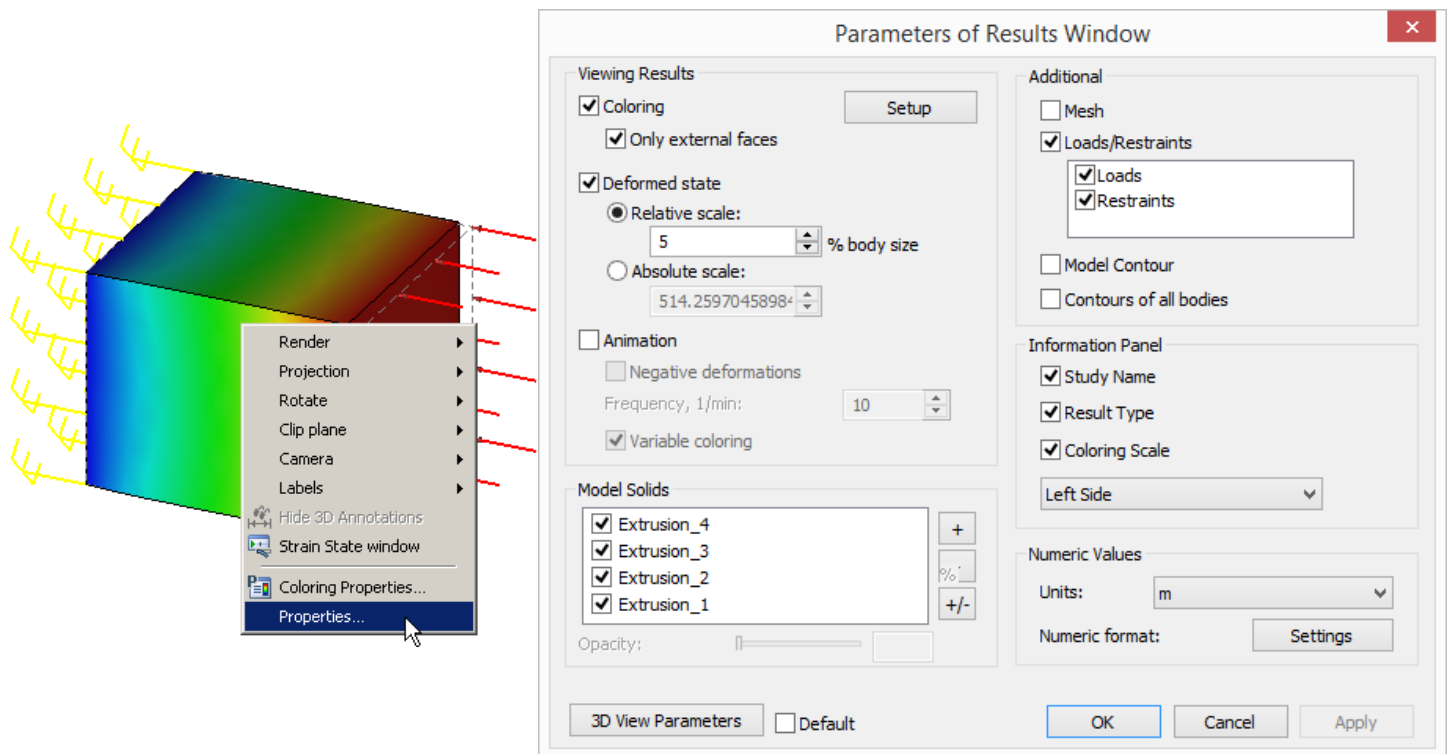 Render
Projection
Rotate
Clip plane
Camera
Labels
Hide 3D Annotations
Strain State window
Coloring Properties...
Properties...
Parameters of Results Window
Viewing Results
Coloring
Setup
Only external faces
Deformed state
Relative scale:
5
% body size
Absolute scale:
514.25970458984
Animation
Negative deformations
Frequency, 1/min:
10
Variable coloring
Model Solids
Extrusion_4
Extrusion_3
Extrusion_2
Extrusion_1
+
%
+/-
Opacity:
Additional
Mesh
Loads/Restraints
Loads
Restraints
Model Contour
Contours of all bodies
Information Panel
Study Name
Result Type
Coloring Scale
Left Side
Numeric Values
Units:
m
Numeric format:
Settings
3D View Parameters
Default
OK
Cancel
Apply